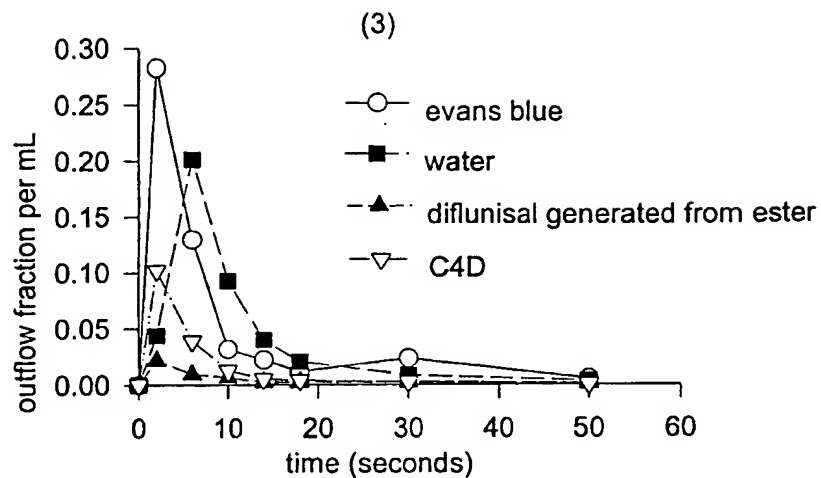 (3)
0.30
0.25
0.20
0.15
0.10
0.05
0.00
outflow fraction per mL
evans blue
water
diflunisal generated from ester
C4D
0 10 20 30 40 50 60
time (seconds)